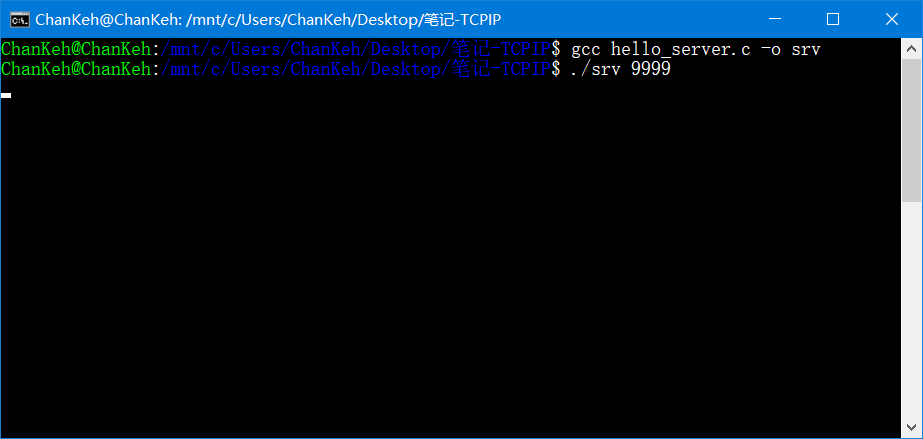 ChanKeh@ChanKeh: /mnt/c/Users/ChanKeh/Desktop/笔记-TCPIP
ChanKeh@ChanKeh:/mnt/c/Users/ChanKeh/Desktop/笔记-TCPIP$ gcc hello_server.c -o srv
ChanKeh@ChanKeh:/mnt/c/Users/ChanKeh/Desktop/笔记-TCPIP$ ./srv 9999